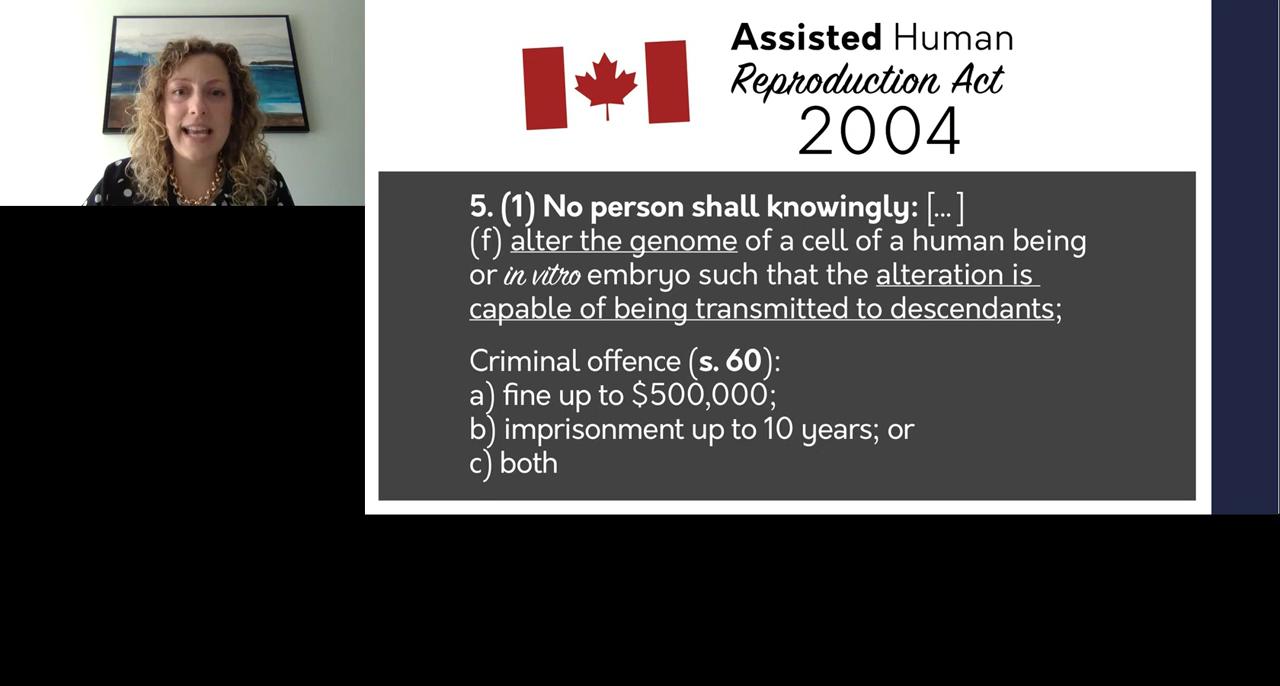 Assisted Human
Reproduction Act
2004
5. (1) No person shall knowingly: [...]
(f) alter the genome of a cell of a human being
or in vitro embryo such that the alteration is
capable of being transmitted to descendants;
Criminal offence (s. 60):
a) fine up to $500,000;
b) imprisonment up to 10 years; or
c) both